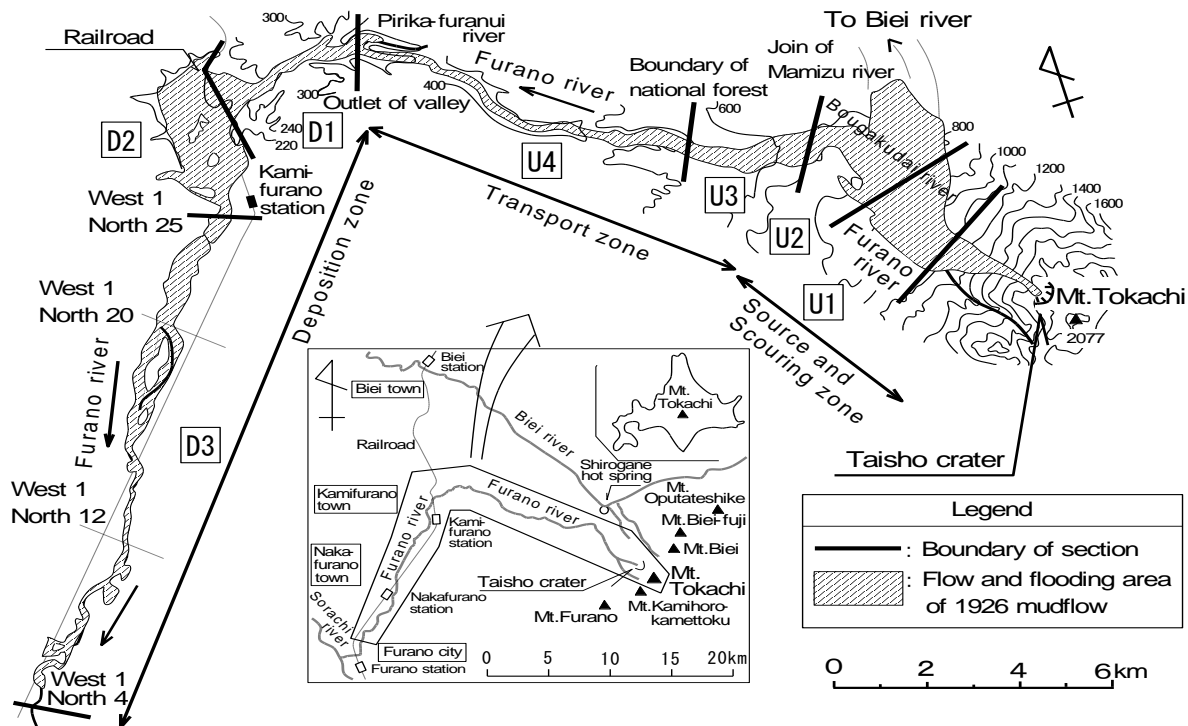 To Biei river
Pirika-furanui
river
Railroad
300
300
Furano river
400
Join of
Mamizu river
Boundary of
national forest
600
Outlet of valley
Bougakudai river
800
1000
1200
1400
1600
D2
240
220
D1
U4
U3
U2
U1
Kami-
furano
station
West 1
North 25
Transport zone
Furano
river
Mt.Tokachi
2077
Deposition zone
Source and
Scouring zone
West 1
North 20
Furano river
D3
Taisho crater
West 1
North 12
West 1
North 4
Biei
station
Biei town
Biei river
Mt.
Tokachi
Railroad
Shirogane
hot spring
Kamifurano
town
Furano river
Mt.
Oputateshike
Kami-
furano
station
Furano river
Mt.Biei-fuji
Mt.Biei
Naka-
furano
town
Taisho crater
Mt.
Tokachi
Nakafurano
station
Mt.Furano
Mt.Kamihoro-
kamettoku
Sorachi
river
Furano city
Furano station
0 5 10 15 20km
Legend
: Boundary of section
: Flow and flooding area
of 1926 mudflow
0 2 4 6km